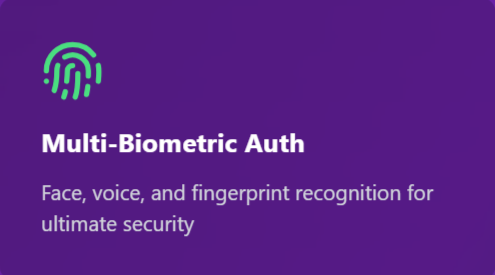 Multi-Biometric Auth
Face, voice, and fingerprint recognition for
ultimate security